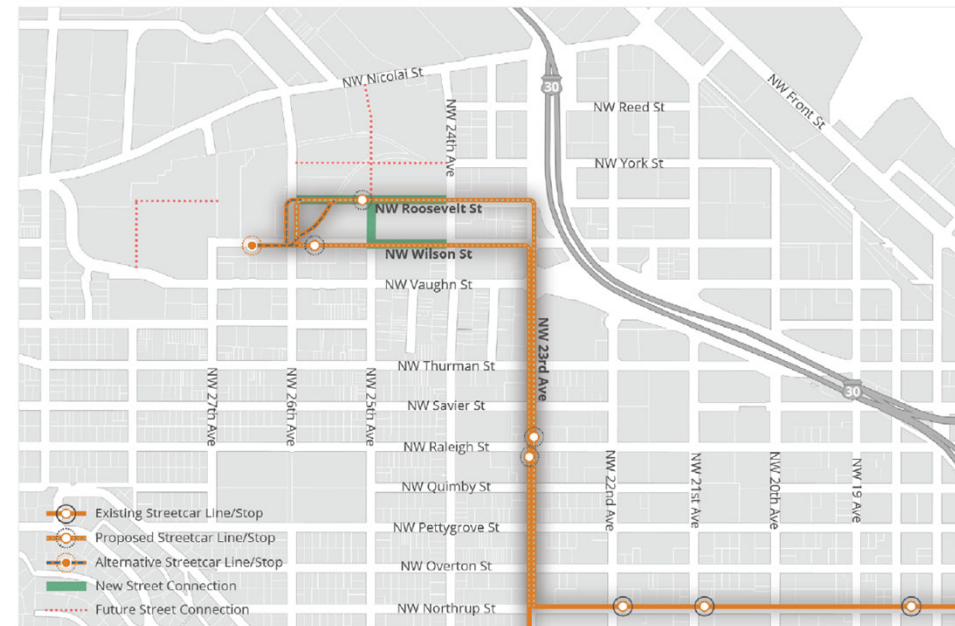 NW Nicolai St
30
NW Front St
NW 24th Ave
NW Reed St
NW York St
NW Roosevelt St
NW Wilson St
NW Vaughn St
NW 23rd Ave
NW Thurman St
30
NW 27th Ave
NW 26th Ave
NW 25th Ave
NW Savier St
NW Raleigh St
NW 22nd Ave
NW 21st Ave
NW 20th Ave
NW 19 Ave
NW Quimby St
NW Pettygrove St
NW Overton St
NW Northrup St
Existing Streetcar Line/Stop
Proposed Streetcar Line/Stop
Alternative Streetcar Line/Stop
New Street Connection
Future Street Connection